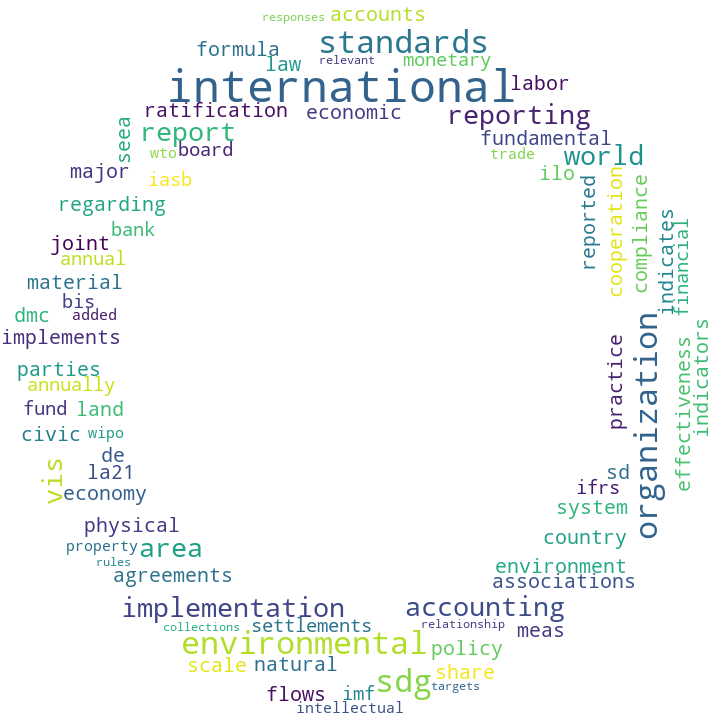 responses accounts
formula standards
law relevant monetary
international labor
ratification economic reporting
seea report fundamental
wto board trade world
major iasb ilo
regarding reported cooperation compliance
bank indicates financial
joint
annual
material
bis
dmc added
implements organization
parties practice effectiveness indicators
annually
fund land
civic wipo
de
vis la21 sd
economy ifrs
system
physical
property area country
rules environment
agreements associations
implementation accounting
collections settlements relationship meas
environmental policy
scale natural share
sdg targets
flows imf
intellectual